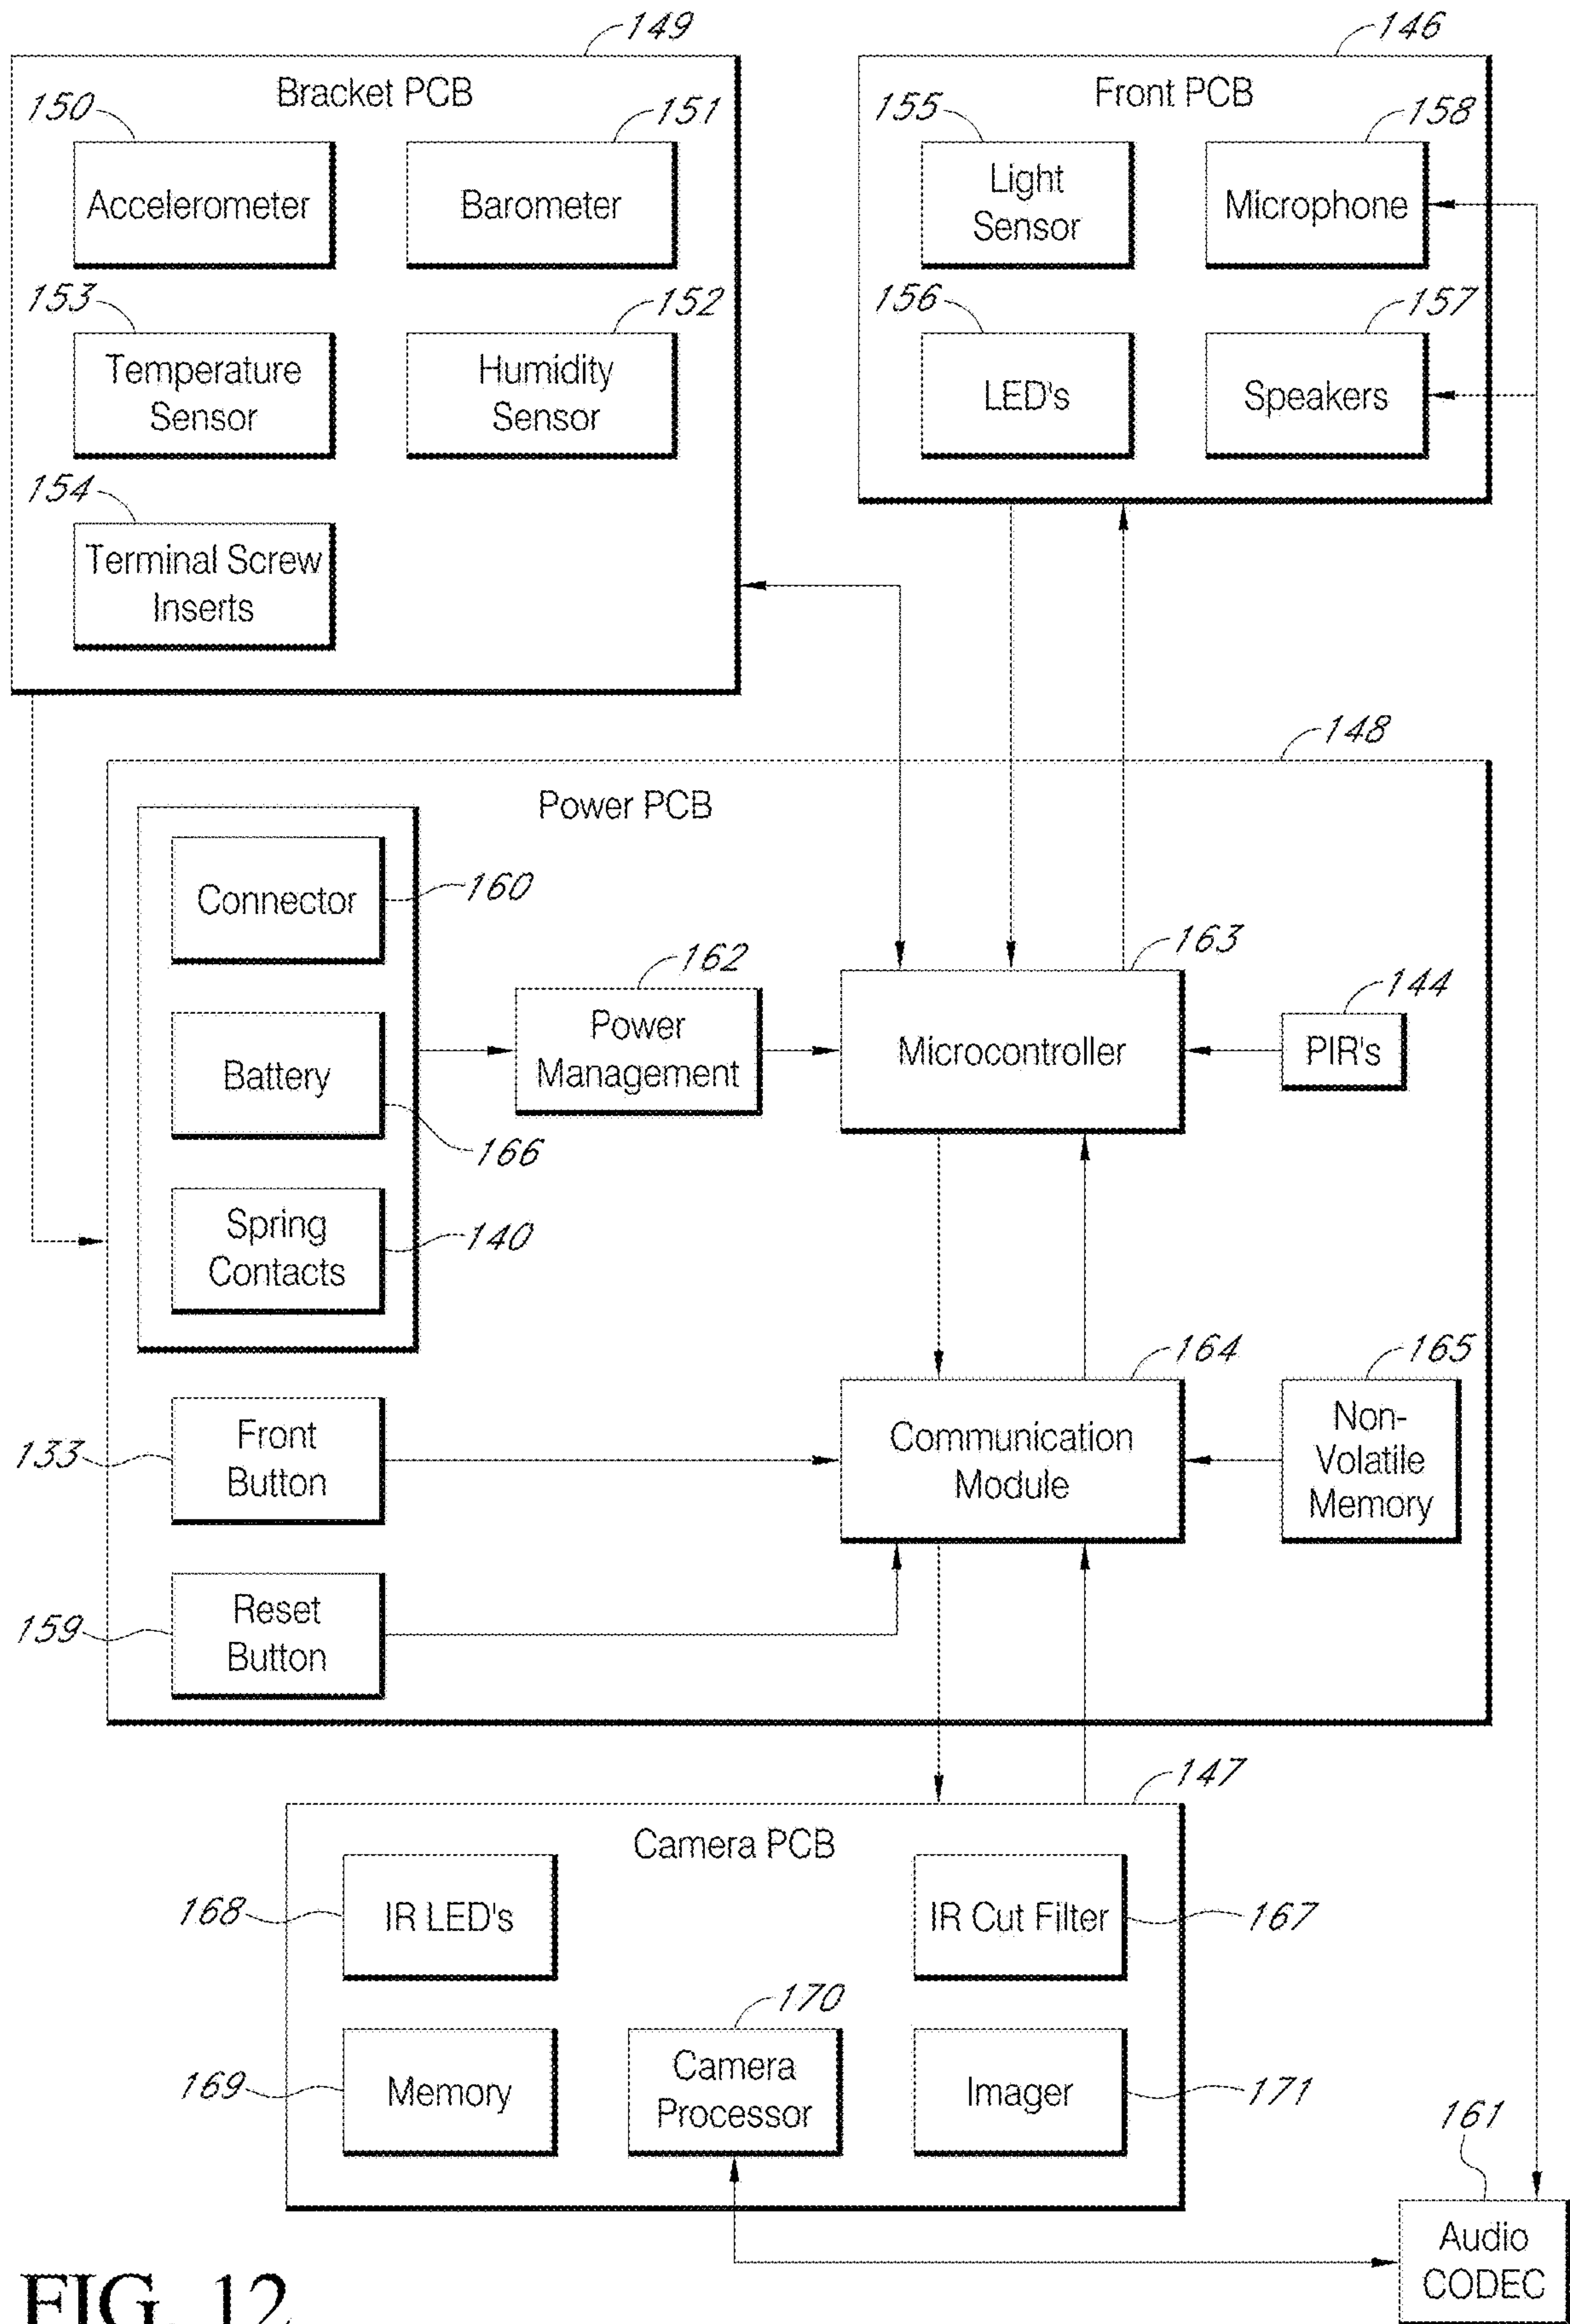 149
Bracket PCB
150
Accelerometer
151
Barometer
153
Temperature
Sensor
152
Humidity
Sensor
154
Terminal Screw
Inserts
146
Front PCB
155
Light
Sensor
158
Microphone
156
LED's
157
Speakers
148
Power PCB
Connector
160
Battery
166
Spring
Contacts
140
162
Power
Management
163
Microcontroller
144
PIR's
133
Front
Button
164
Communication
Module
165
Non-
Volatile
Memory
159
Reset
Button
147
Camera PCB
168
IR LED's
IR Cut Filter
167
169
Memory
170
Camera
Processor
Imager
171
161
Audio
CODEC
FIG. 12